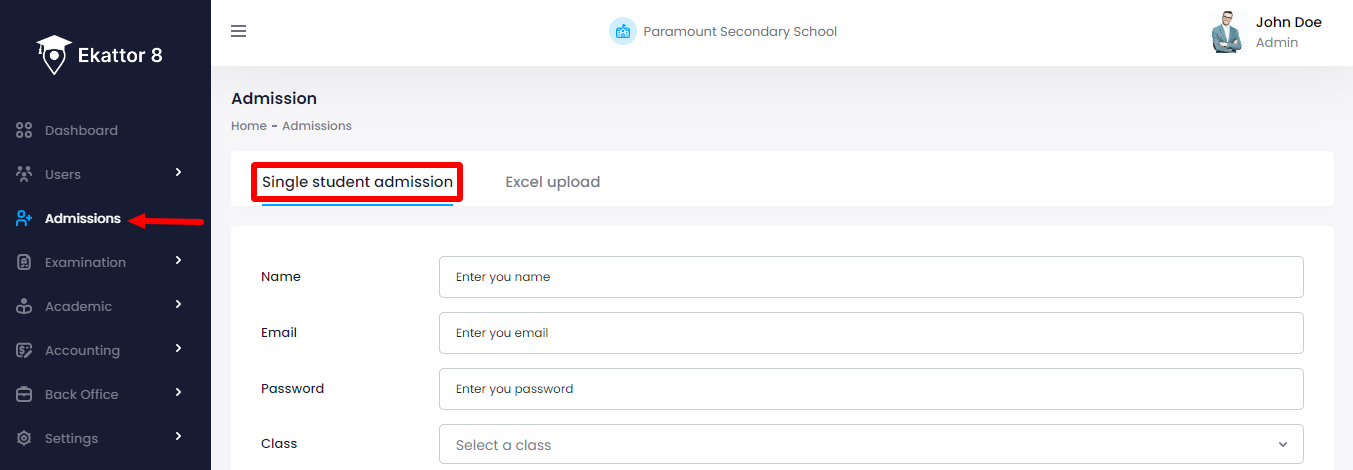 Ekattor 8
Dashboard
Users
Admissions
Examination
Academic
Accounting
Back Office
Settings
Paramount Secondary School
John Doe
Admin
Admission
Home - Admissions
Single student admission Excel upload
Name Enter you name
Email Enter you email
Password Enter you password
Class Select a class